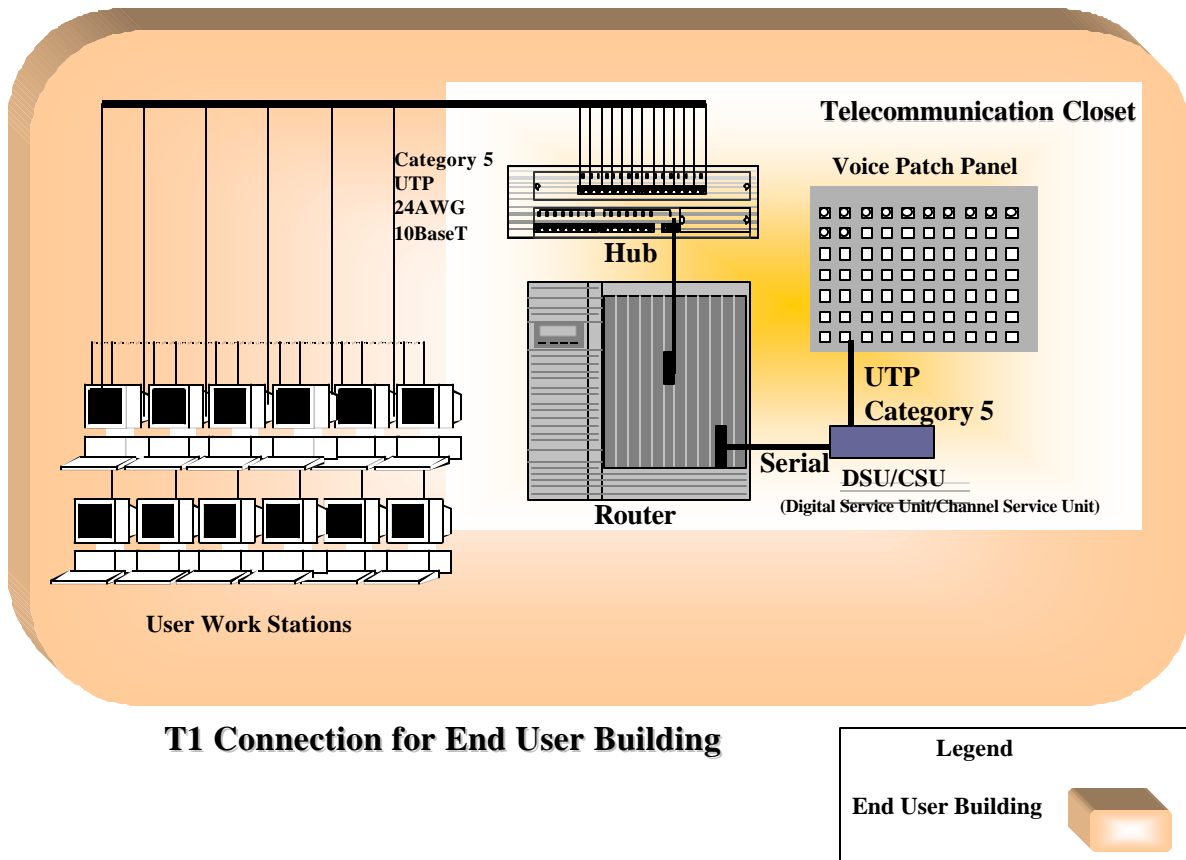 Telecommunication Closet
Category 5
UTP
24AWG
10BaseT
Voice Patch Panel
Hub
UTP
Category 5
Serial
DSU/CSU
(Digital Service Unit/Channel Service Unit)
Router
User Work Stations
T1 Connection for End User Building
Legend
End User Building